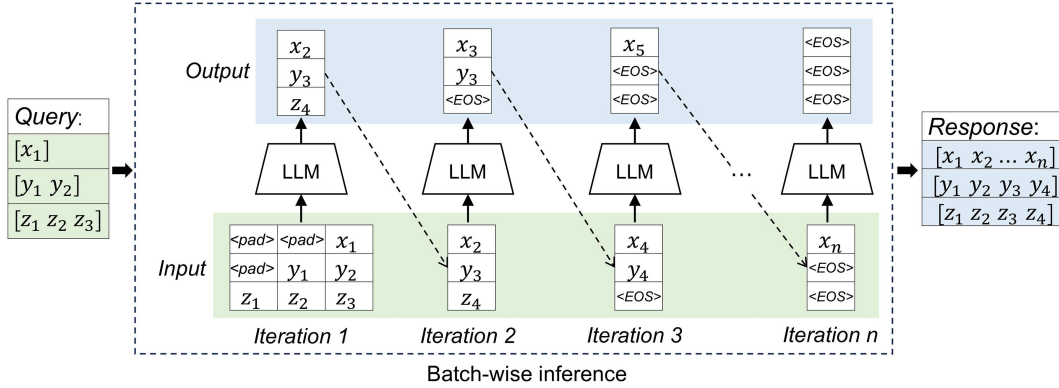 Query:
[x₁]
[y₁ y₂]
[z₁ z₂ z₃]
Output
x₂
y₃
z₄
x₃
y₃
<EOS>
x₅
<EOS>
<EOS>
<EOS>
<EOS>
<EOS>
LLM
LLM
LLM
...
LLM
Input
<pad> <pad> x₁
<pad> y₁ y₂
z₁ z₂ z₃
x₂
y₃
z₄
x₄
y₄
<EOS>
xₙ
<EOS>
<EOS>
Iteration 1
Iteration 2
Iteration 3
Iteration n
Response:
[x₁ x₂ ... xₙ]
[y₁ y₂ y₃ y₄]
[z₁ z₂ z₃ z₄]
Batch-wise inference